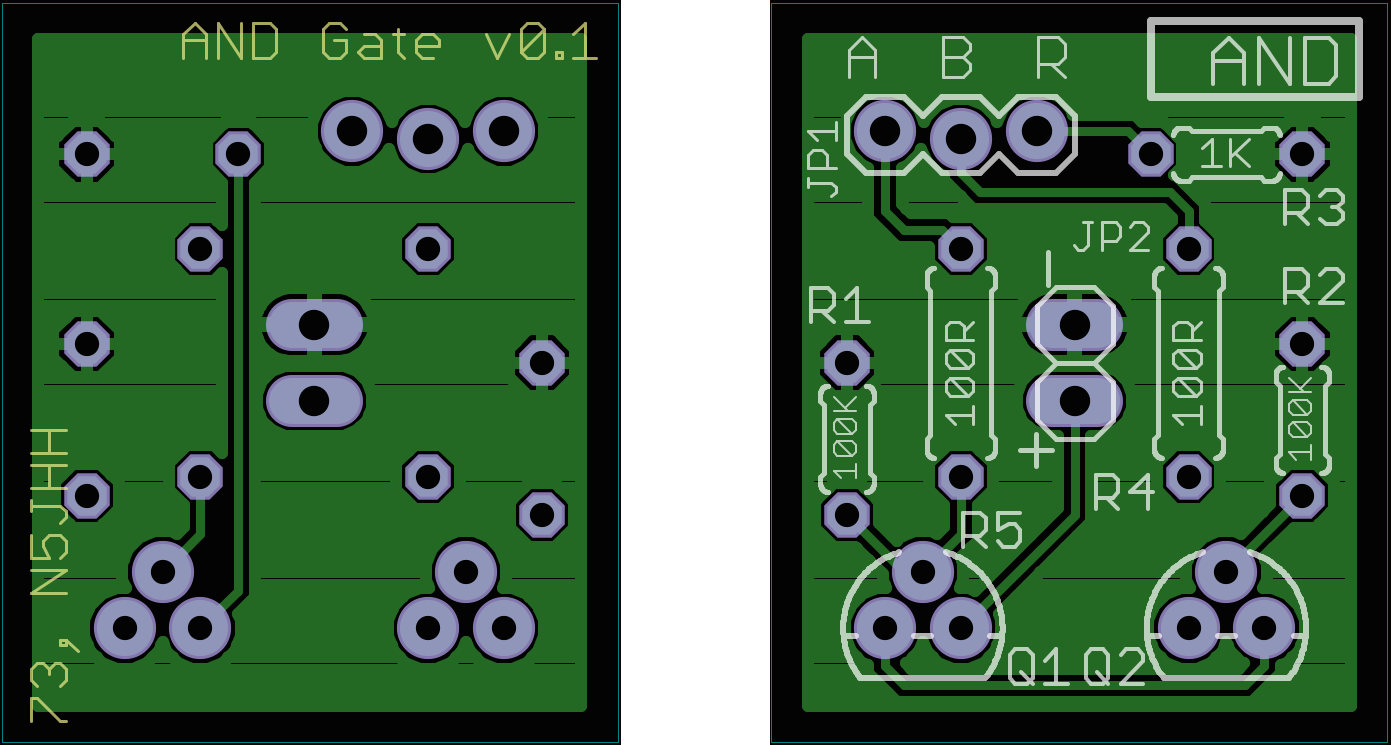 AND Gate v0.1
73, N5JHH
A B R
AND
JP1
1K
R3
JP2
R2
R1
-
100R
100R
100K
100K
+
R4
R5
Q1 Q2